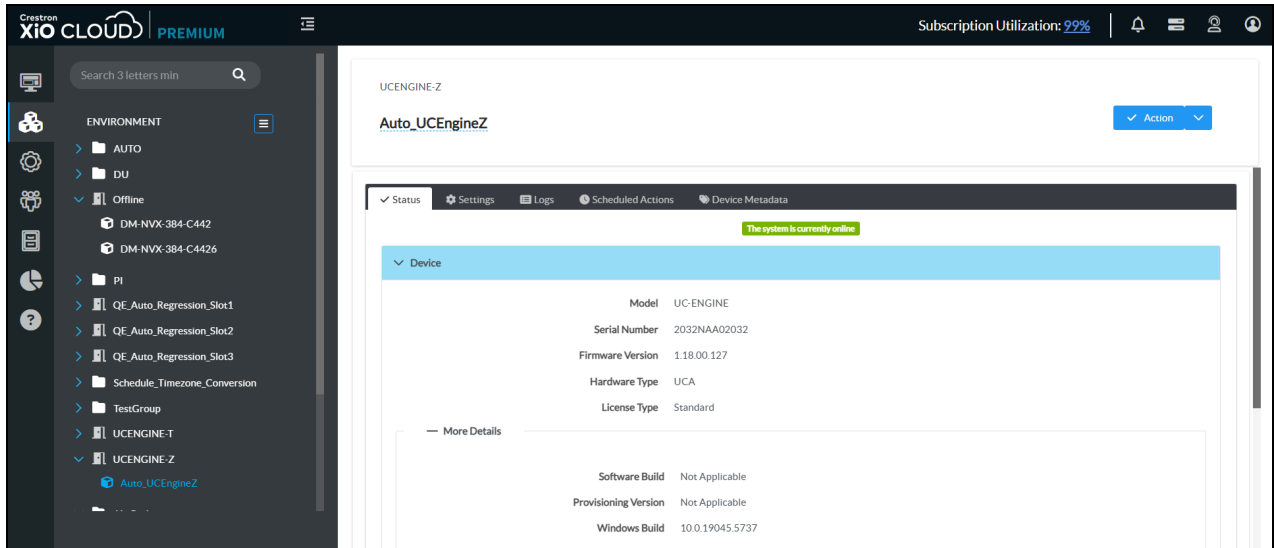 Crestron
XiO CLOUD PREMIUM
Subscription Utilization: 99%
Search 3 letters min
ENVIRONMENT
AUTO
DU
Offline
DM-NVX-384-C442
DM-NVX-384-C4426
PI
QE_Auto_Regression_Slot1
QE_Auto_Regression_Slot2
QE_Auto_Regression_Slot3
Schedule_Timezone_Conversion
TestGroup
UCENGINE-T
UCENGINE-Z
Auto_UCEngineZ
UCENGINE-Z
Auto_UCEngineZ
Action
Status Settings Logs Scheduled Actions Device Metadata
The system is currently online
Device
Model UC-ENGINE
Serial Number 2032NAA02032
Firmware Version 1.18.00.127
Hardware Type UCA
License Type Standard
More Details
Software Build Not Applicable
Provisioning Version Not Applicable
Windows Build 10.0.19045.5737